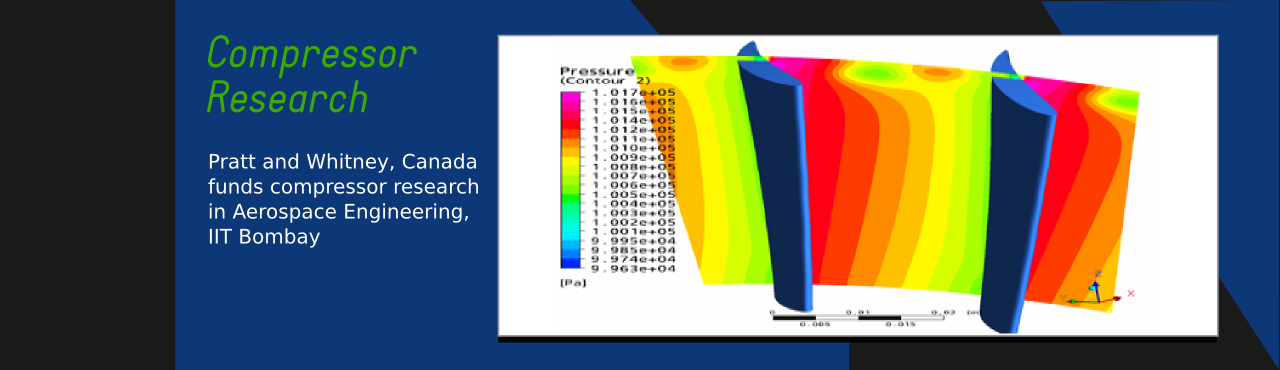 Compressor
Research
Pratt and Whitney, Canada
funds compressor research
in Aerospace Engineering,
IIT Bombay
Pressure
(Contour 2)
1.017e+05
1.016e+05
1.015e+05
1.014e+05
1.012e+05
1.011e+05
1.010e+05
1.009e+05
1.008e+05
1.007e+05
1.006e+05
1.005e+05
1.004e+05
1.003e+05
1.002e+05
1.001e+05
9.995e+04
9.985e+04
9.974e+04
9.963e+04
[Pa]
Z
Y X
0 0.01 0.02
0.005 0.015